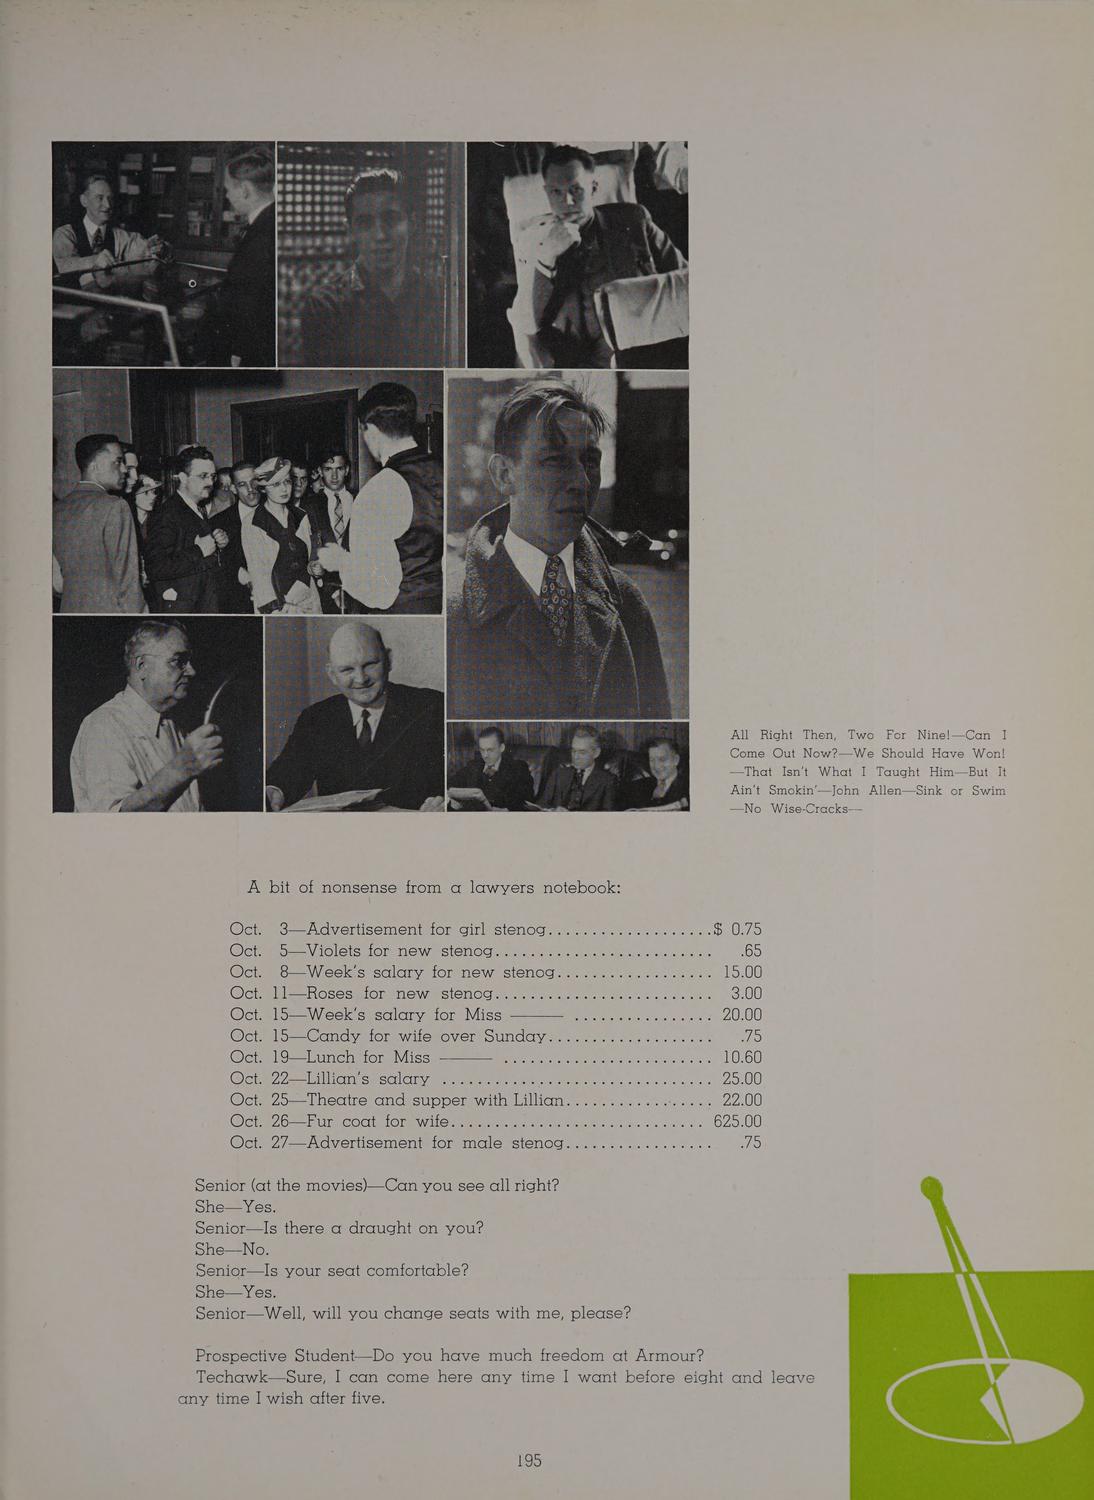 All Right Then, Two For Nine!—Can I
Come Out Now?—We Should Have Won!
—That Isn't What I Taught Him—But It
Ain't Smokin'—John Allen—Sink or Swim
—No Wise-Cracks—
A bit of nonsense from a lawyers notebook:
Oct. 3—Advertisement for girl stenog...................$ 0.75
Oct. 5—Violets for new stenog......................... .65
Oct. 8—Week's salary for new stenog.................. 15.00
Oct. 11—Roses for new stenog......................... 3.00
Oct. 15—Week's salary for Miss ——— ................ 20.00
Oct. 15—Candy for wife over Sunday................... .75
Oct. 19—Lunch for Miss ——— ........................ 10.60
Oct. 22—Lillian's salary ............................... 25.00
Oct. 25—Theatre and supper with Lillian................. 22.00
Oct. 26—Fur coat for wife............................. 625.00
Oct. 27—Advertisement for male stenog................. .75
Senior (at the movies)—Can you see all right?
She—Yes.
Senior—Is there a draught on you?
She—No.
Senior—Is your seat comfortable?
She—Yes.
Senior—Well, will you change seats with me, please?
Prospective Student—Do you have much freedom at Armour?
Techawk—Sure, I can come here any time I want before eight and leave
any time I wish after five.
195